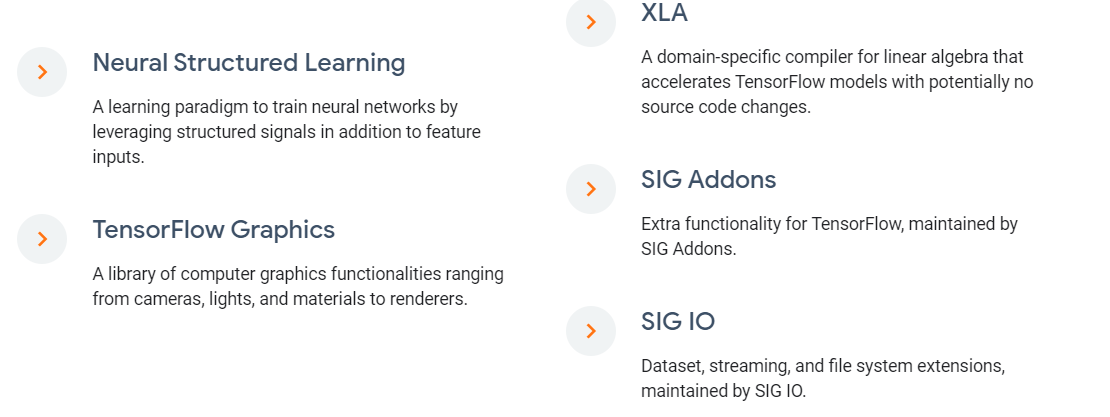 Neural Structured Learning
A learning paradigm to train neural networks by
leveraging structured signals in addition to feature
inputs.
TensorFlow Graphics
A library of computer graphics functionalities ranging
from cameras, lights, and materials to renderers.
XLA
A domain-specific compiler for linear algebra that
accelerates TensorFlow models with potentially no
source code changes.
SIG Addons
Extra functionality for TensorFlow, maintained by
SIG Addons.
SIG IO
Dataset, streaming, and file system extensions,
maintained by SIG IO.